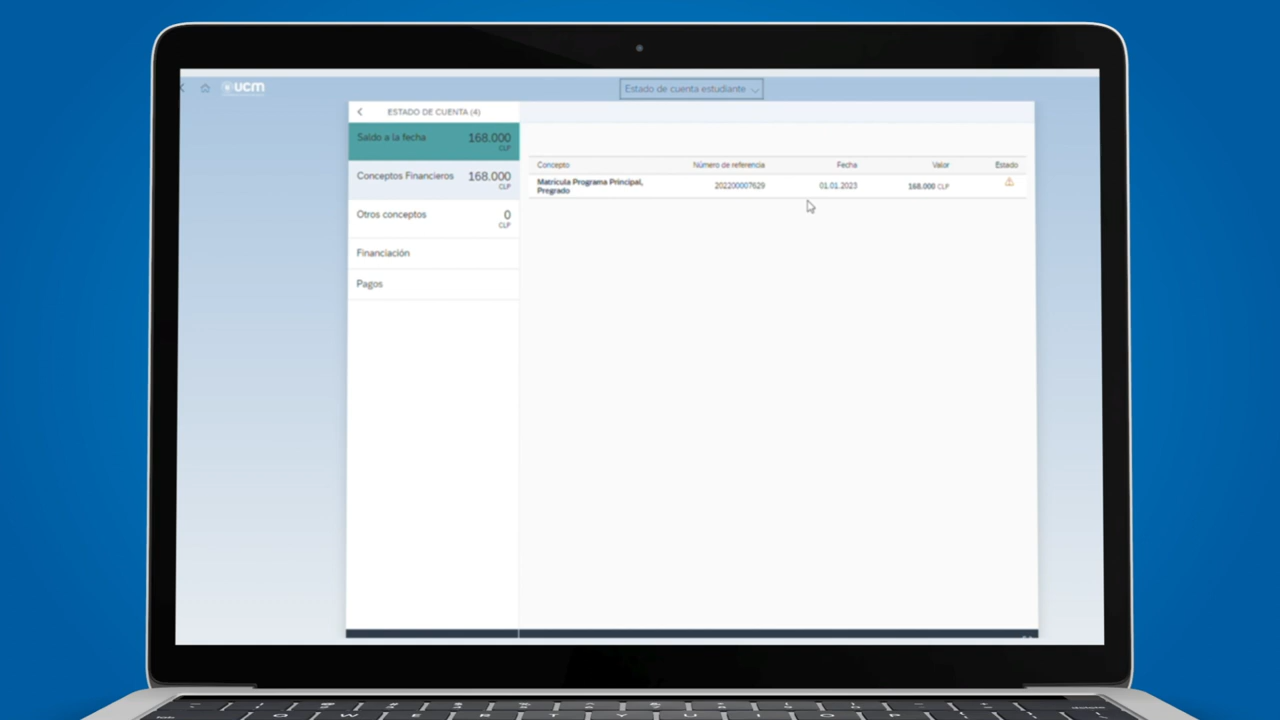 UCM
Estado de cuenta estudiante
ESTADO DE CUENTA (4)
Saldo a la fecha 168.000
CLP
Conceptos Financieros 168.000
CLP
Otros conceptos 0
CLP
Financiación
Pagos
Concepto Número de referencia Fecha Valor Estado
Matrícula Programa Principal, 202200007629 01.01.2023 168.000 CLP
Pregrado
Q W E R T Y U I O P